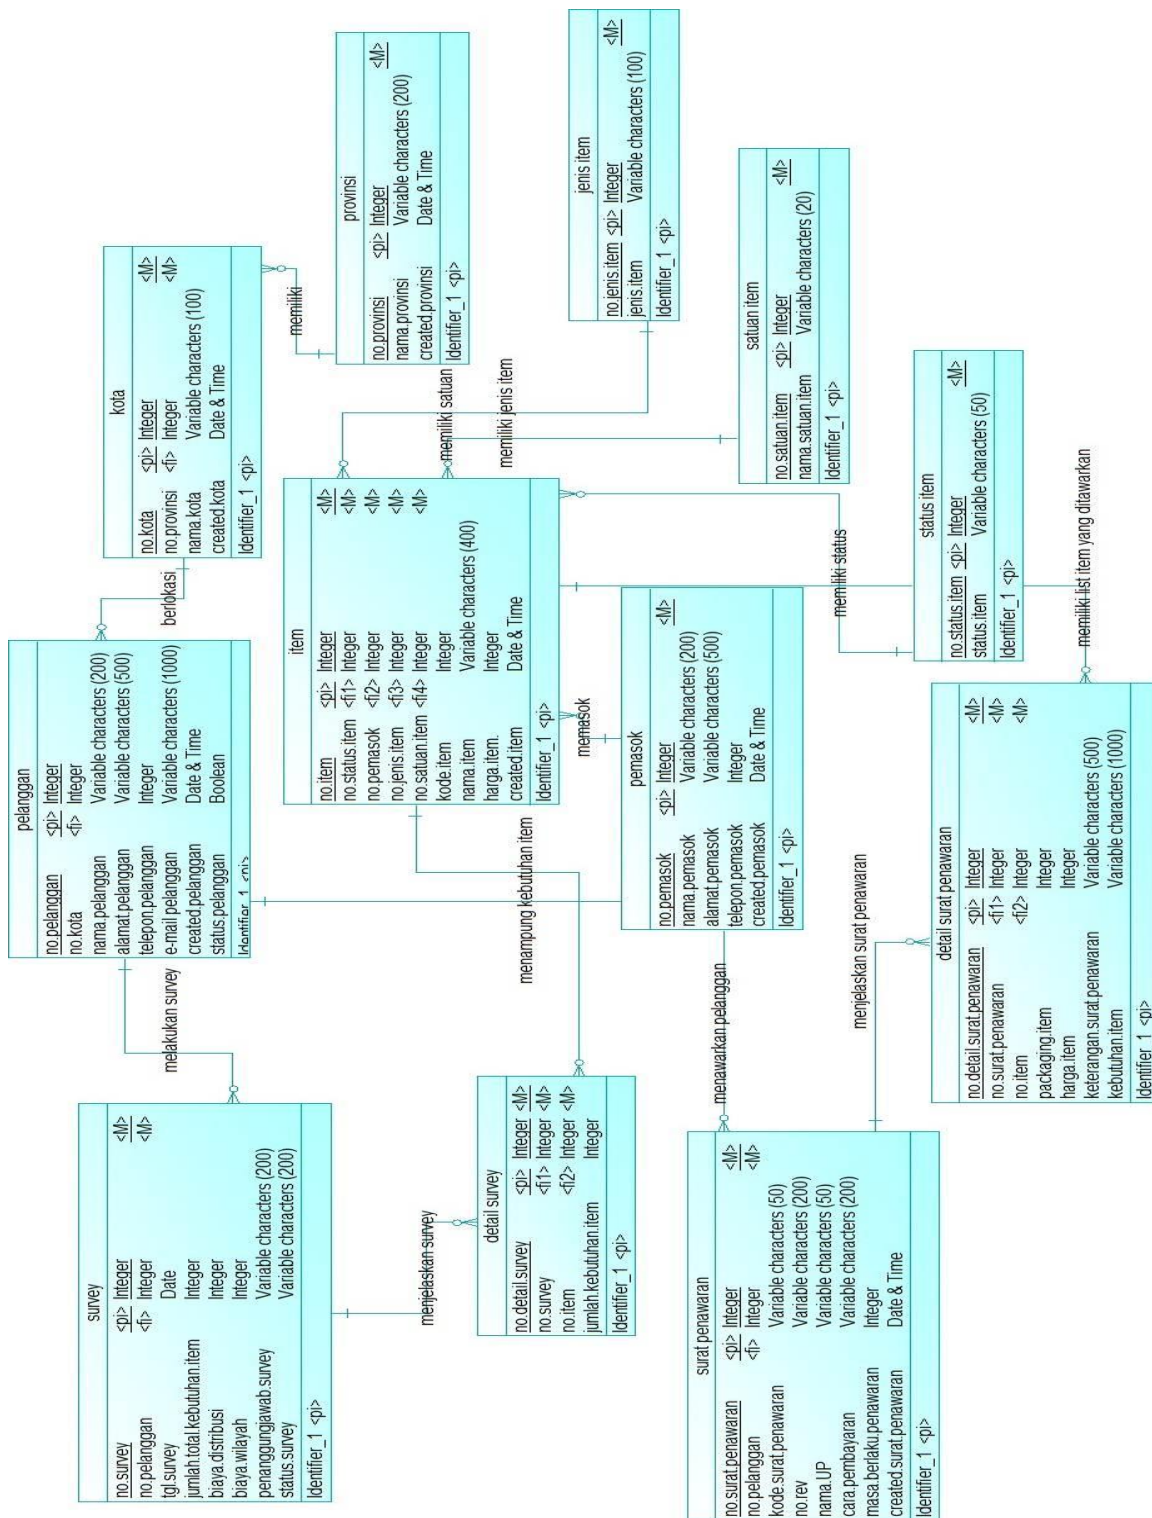 survey
no.survey <pi> Integer <M>
no.pelanggan <fi> Integer <M>
tgl.survey Date
jumlah.total.kebutuhan.item Integer
biaya.distribusi Integer
biaya.wilayah Integer
penanggungjawab.survey Variable characters (200)
status.survey Variable characters (200)
Identifier_1 <pi>
melakukan survey
pelanggan
no.pelanggan <pi> Integer
no.kota <fi> Integer
nama.pelanggan Variable characters (200)
alamat.pelanggan Variable characters (500)
telepon.pelanggan Integer
e-mail.pelanggan Variable characters (1000)
created.pelanggan Date & Time
status.pelanggan Boolean
Identifier_1 <pi>
berlokasi
kota
no.kota <pi> Integer <M>
no.provinsi <fi> Integer <M>
nama.kota Variable characters (100)
created.kota Date & Time
Identifier_1 <pi>
memiliki
provinsi
no.provinsi <pi> Integer <M>
nama.provinsi Variable characters (200)
created.provinsi Date & Time
Identifier_1 <pi>
menjelaskan survey
detail survey
no.detail.survey <pi> Integer <M>
no.survey <fi1> Integer <M>
no.item <fi2> Integer <M>
jumlah.kebutuhan.item Integer
Identifier_1 <pi>
menampung kebutuhan item
item
no.item <pi> Integer <M>
no.status.item <fi1> Integer <M>
no.pemasok <fi2> Integer <M>
no.jenis.item <fi3> Integer <M>
no.satuan.item <fi4> Integer <M>
kode.item Integer
nama.item Variable characters (400)
harga.item. Integer
created.item Date & Time
Identifier_1 <pi>
memiliki satuan
memiliki jenis item
jenis item
no.jenis.item <pi> Integer <M>
jenis.item Variable characters (100)
Identifier_1 <pi>
memasok
pemasok
no.pemasok <pi> Integer <M>
nama.pemasok Variable characters (200)
alamat.pemasok Variable characters (500)
telepon.pemasok Integer
created.pemasok Date & Time
Identifier_1 <pi>
satuan item
no.satuan.item <pi> Integer <M>
nama.satuan.item Variable characters (20)
Identifier_1 <pi>
menawarkan pelanggan
memiliki status
surat penawaran
no.surat.penawaran <pi> Integer <M>
no.pelanggan <fi> Integer <M>
kode.surat.penawaran Variable characters (50)
no.rev Variable characters (200)
nama.UP Variable characters (50)
cara.pembayaran Variable characters (200)
masa.berlaku.penawaran Integer
created.surat.penawaran Date & Time
Identifier_1 <pi>
menjelaskan surat penawaran
status item
no.status.item <pi> Integer <M>
status.item Variable characters (50)
Identifier_1 <pi>
memiliki list item yang ditawarkan
detail surat penawaran
no.detail.surat.penawaran <pi> Integer <M>
no.surat.penawaran <fi1> Integer <M>
no.item <fi2> Integer <M>
packaging.item Integer
harga.item Integer
keterangan.surat.penawaran Variable characters (500)
kebutuhan.item Variable characters (1000)
Identifier_1 <pi>